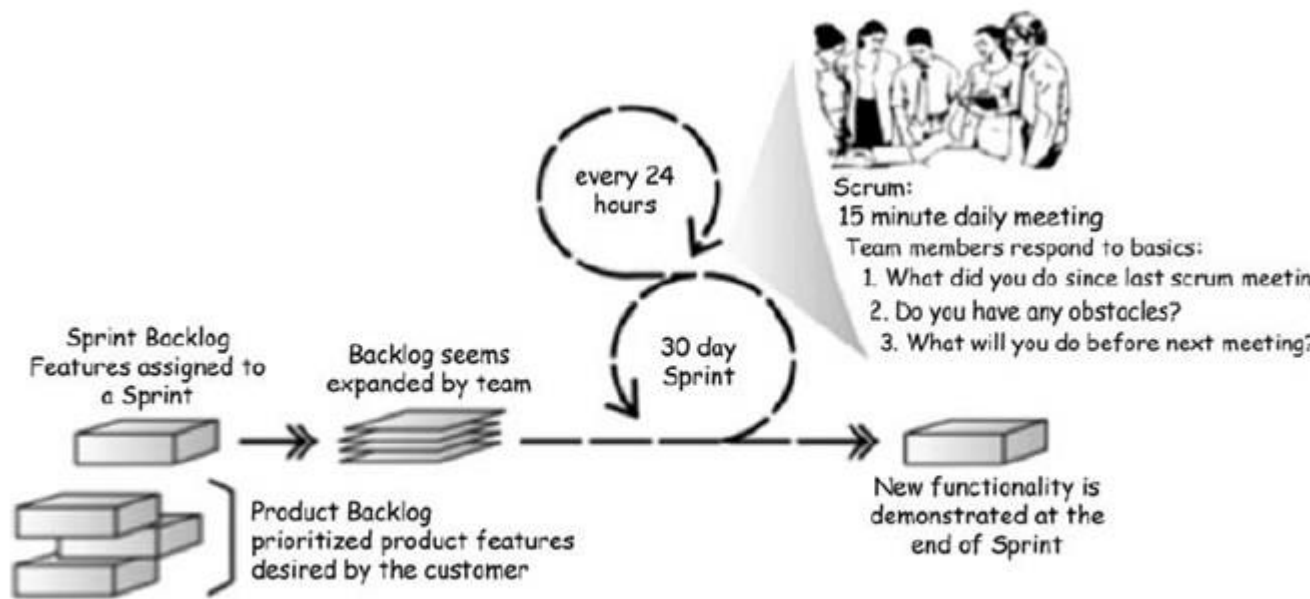 every 24
hours
Scrum:
15 minute daily meeting
Team members respond to basics:
1. What did you do since last scrum meetin
2. Do you have any obstacles?
3. What will you do before next meeting?
30 day
Sprint
Sprint Backlog
Features assigned to
a Sprint
Backlog seems
expanded by team
Product Backlog
prioritized product features
desired by the customer
New functionality is
demonstrated at the
end of Sprint